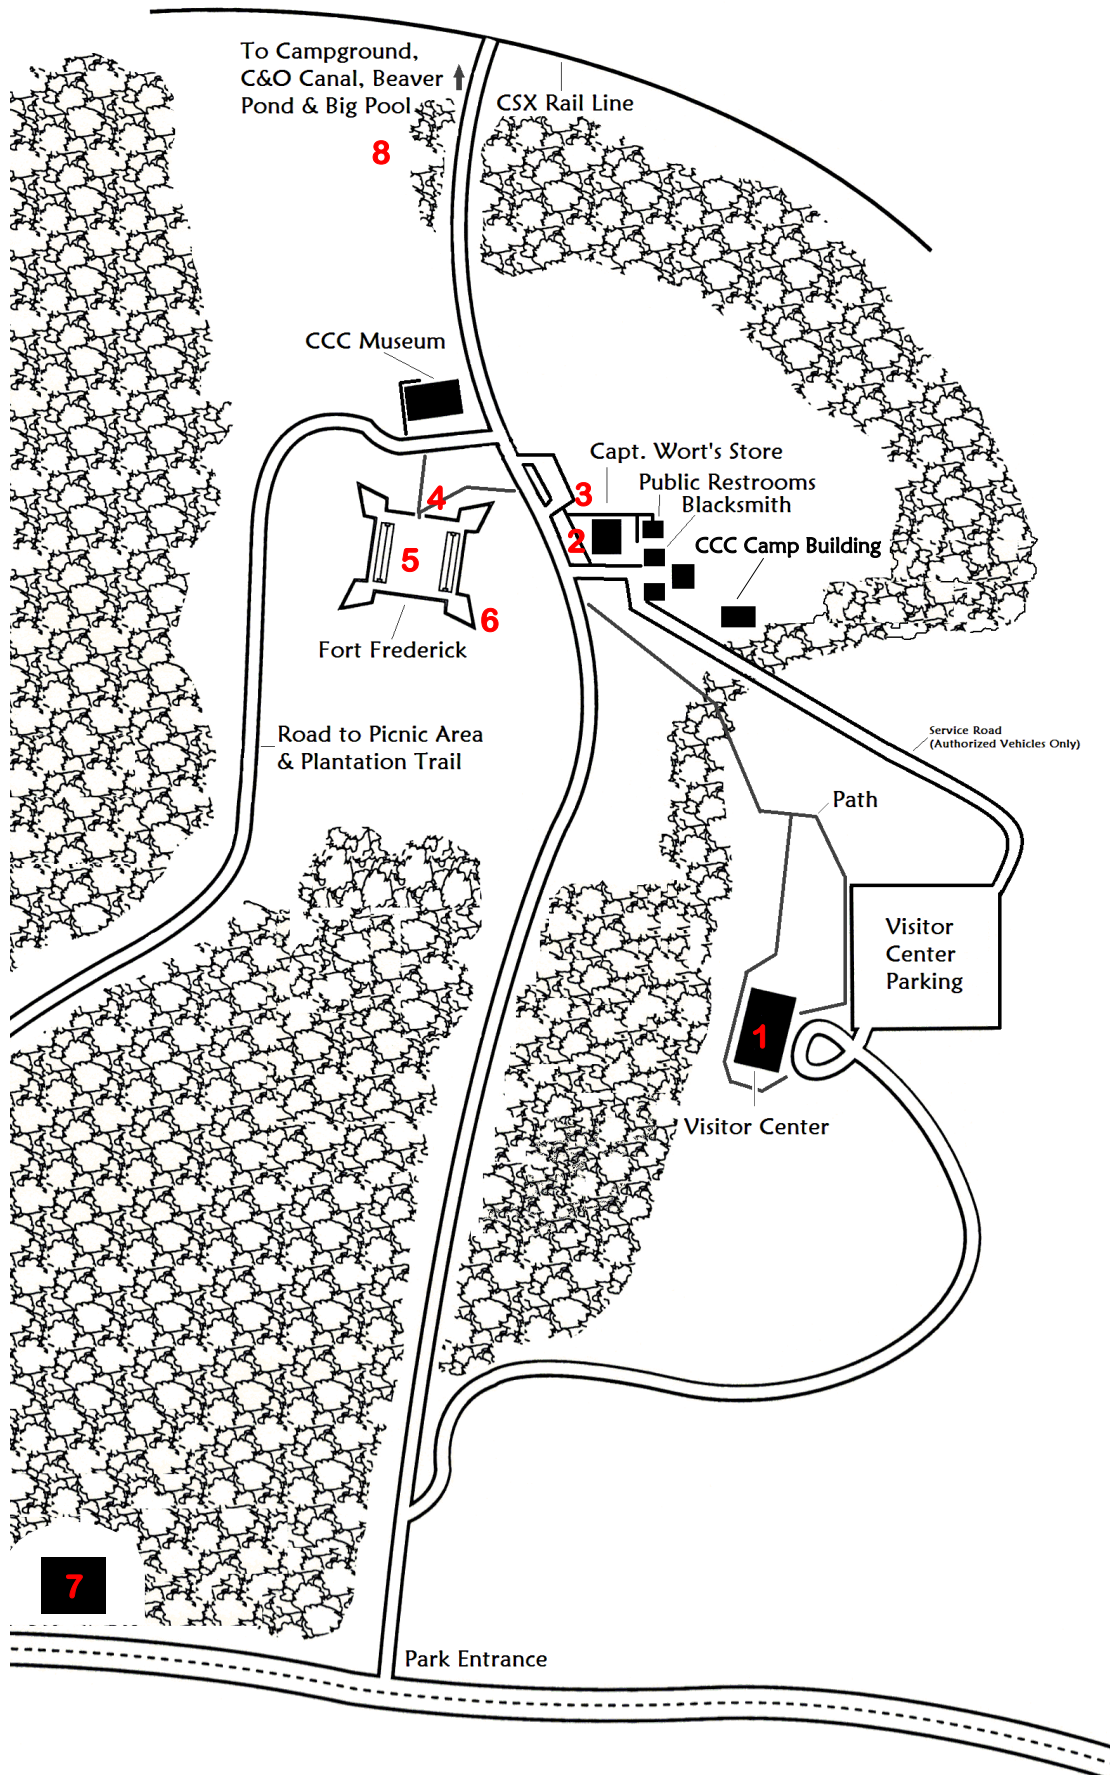 To Campground,
C&O Canal, Beaver
Pond & Big Pool
CSX Rail Line
8
CCC Museum
Capt. Wort's Store
Public Restrooms
3
Blacksmith
4
2
CCC Camp Building
5
6
Fort Frederick
Road to Picnic Area
& Plantation Trail
Service Road
(Authorized Vehicles Only)
Path
Visitor
Center
Parking
1
Visitor Center
7
Park Entrance